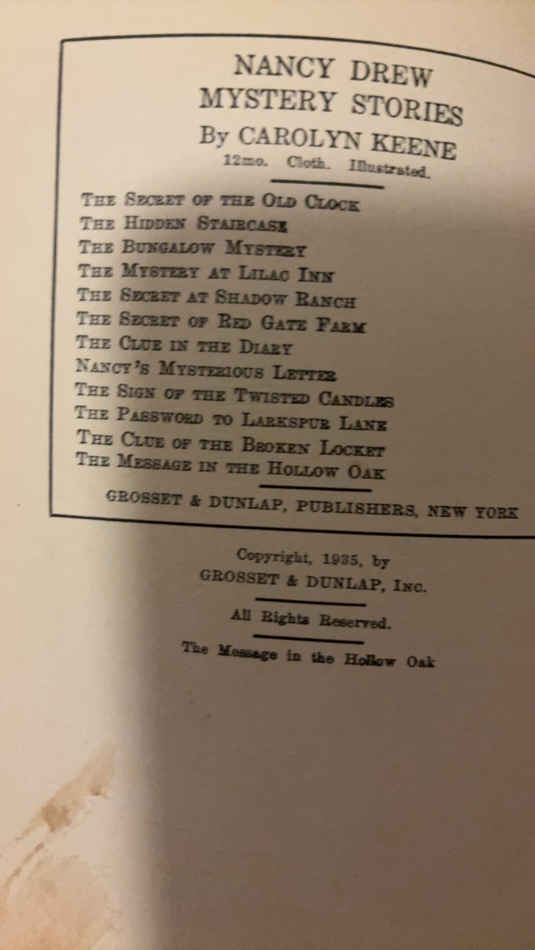 NANCY DREW
MYSTERY STORIES
By CAROLYN KEENE
12mo. Cloth. Illustrated.
THE SECRET OF THE OLD CLOCK
THE HIDDEN STAIRCASE
THE BUNGALOW MYSTERY
THE MYSTERY AT LILAC INN
THE SECRET AT SHADOW RANCH
THE SECRET OF RED GATE FARM
THE CLUE IN THE DIARY
NANCY'S MYSTERIOUS LETTER
THE SIGN OF THE TWISTED CANDLES
THE PASSWORD TO LARKSPUR LANE
THE CLUE OF THE BROKEN LOCKET
THE MESSAGE IN THE HOLLOW OAK
GROSSET & DUNLAP, PUBLISHERS, NEW YORK
Copyright, 1935, by
GROSSET & DUNLAP, INC.
All Rights Reserved.
The Message in the Hollow Oak